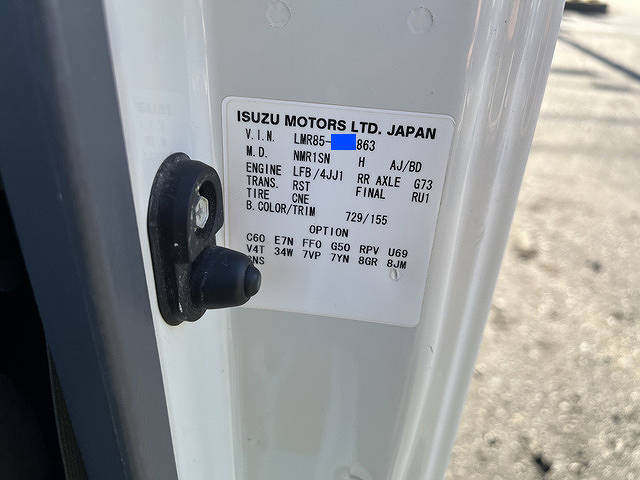 ISUZU MOTORS LTD. JAPAN
V.I.N. LMR85- 863
M.D. NMR1SN H AJ/BD
ENGINE LFB/4JJ1 RR AXLE G73
TRANS. RST FINAL RU1
TIRE CNE
B.COLOR/TRIM 729/155
OPTION
C60 E7N FF0 G50 RPV U69
V4T 34W 7VP 7YN 8GR 8JM